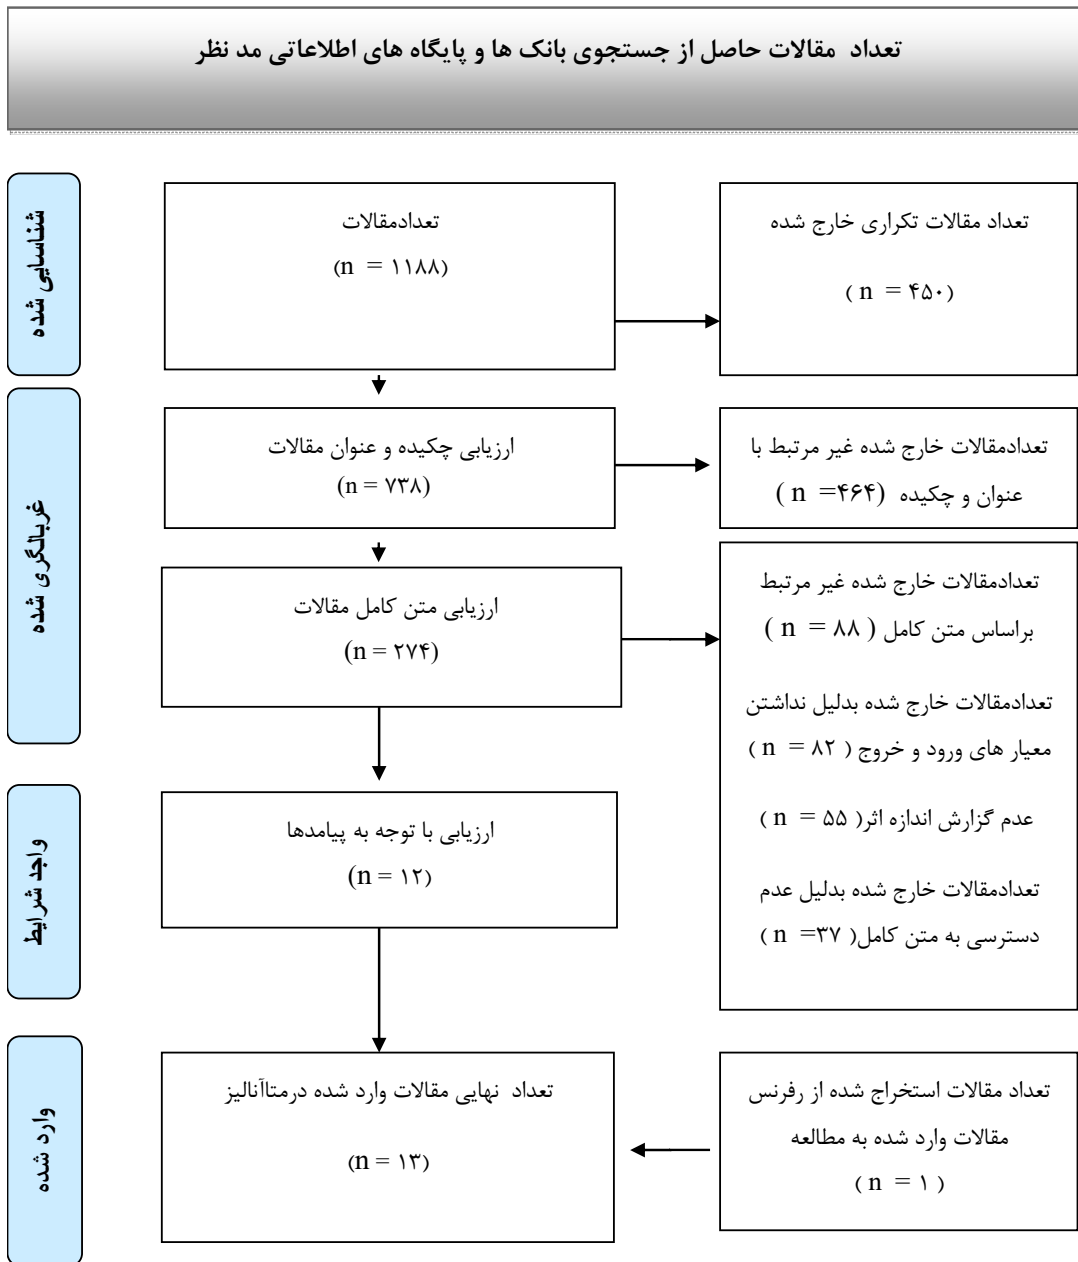 تعداد مقالات حاصل از جستجوی بانک ها و پایگاه های اطلاعاتی مد نظر
شناسایی شده
تعدادمقالات
(n = ۱۱۸۸)
تعداد مقالات تکراری خارج شده
( n = ۴۵۰)
غربالگری شده
ارزیابی چکیده و عنوان مقالات
(n = ۷۳۸)
تعدادمقالات خارج شده غیر مرتبط با
عنوان و چکیده ( n =۴۶۴)
ارزیابی متن کامل مقالات
(n = ۲۷۴)
تعدادمقالات خارج شده غیر مرتبط
براساس متن کامل ( n = ۸۸ )
تعدادمقالات خارج شده بدلیل نداشتن
معیار های ورود و خروج ( n = ۸۲ )
عدم گزارش اندازه اثر( n = ۵۵ )
تعدادمقالات خارج شده بدلیل عدم
دسترسی به متن کامل( n =۳۷ )
واجد شرایط
ارزیابی با توجه به پیامدها
(n = ۱۲)
وارد شده
تعداد نهایی مقالات وارد شده درمتاآنالیز
(n = ۱۳)
تعداد مقالات استخراج شده از رفرنس
مقالات وارد شده به مطالعه
( n = ۱ )